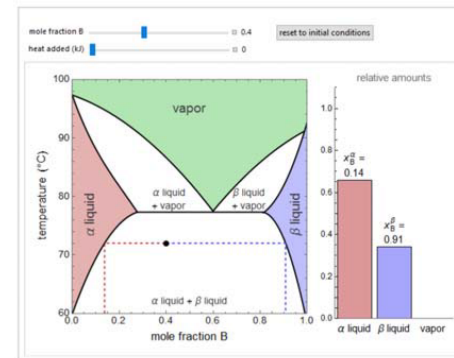 mole fraction B 0.4 reset to initial conditions
heat added (kJ) 0
relative amounts
temperature (°C)
100
90
80
70
60
vapor
α liquid
α liquid
+ vapor
β liquid
+ vapor
β liquid
α liquid + β liquid
0.0 0.2 0.4 0.6 0.8 1.0
mole fraction B
1.0
0.8
0.6
0.4
0.2
0.0
x_B^α =
0.14
x_B^β =
0.91
α liquid β liquid vapor